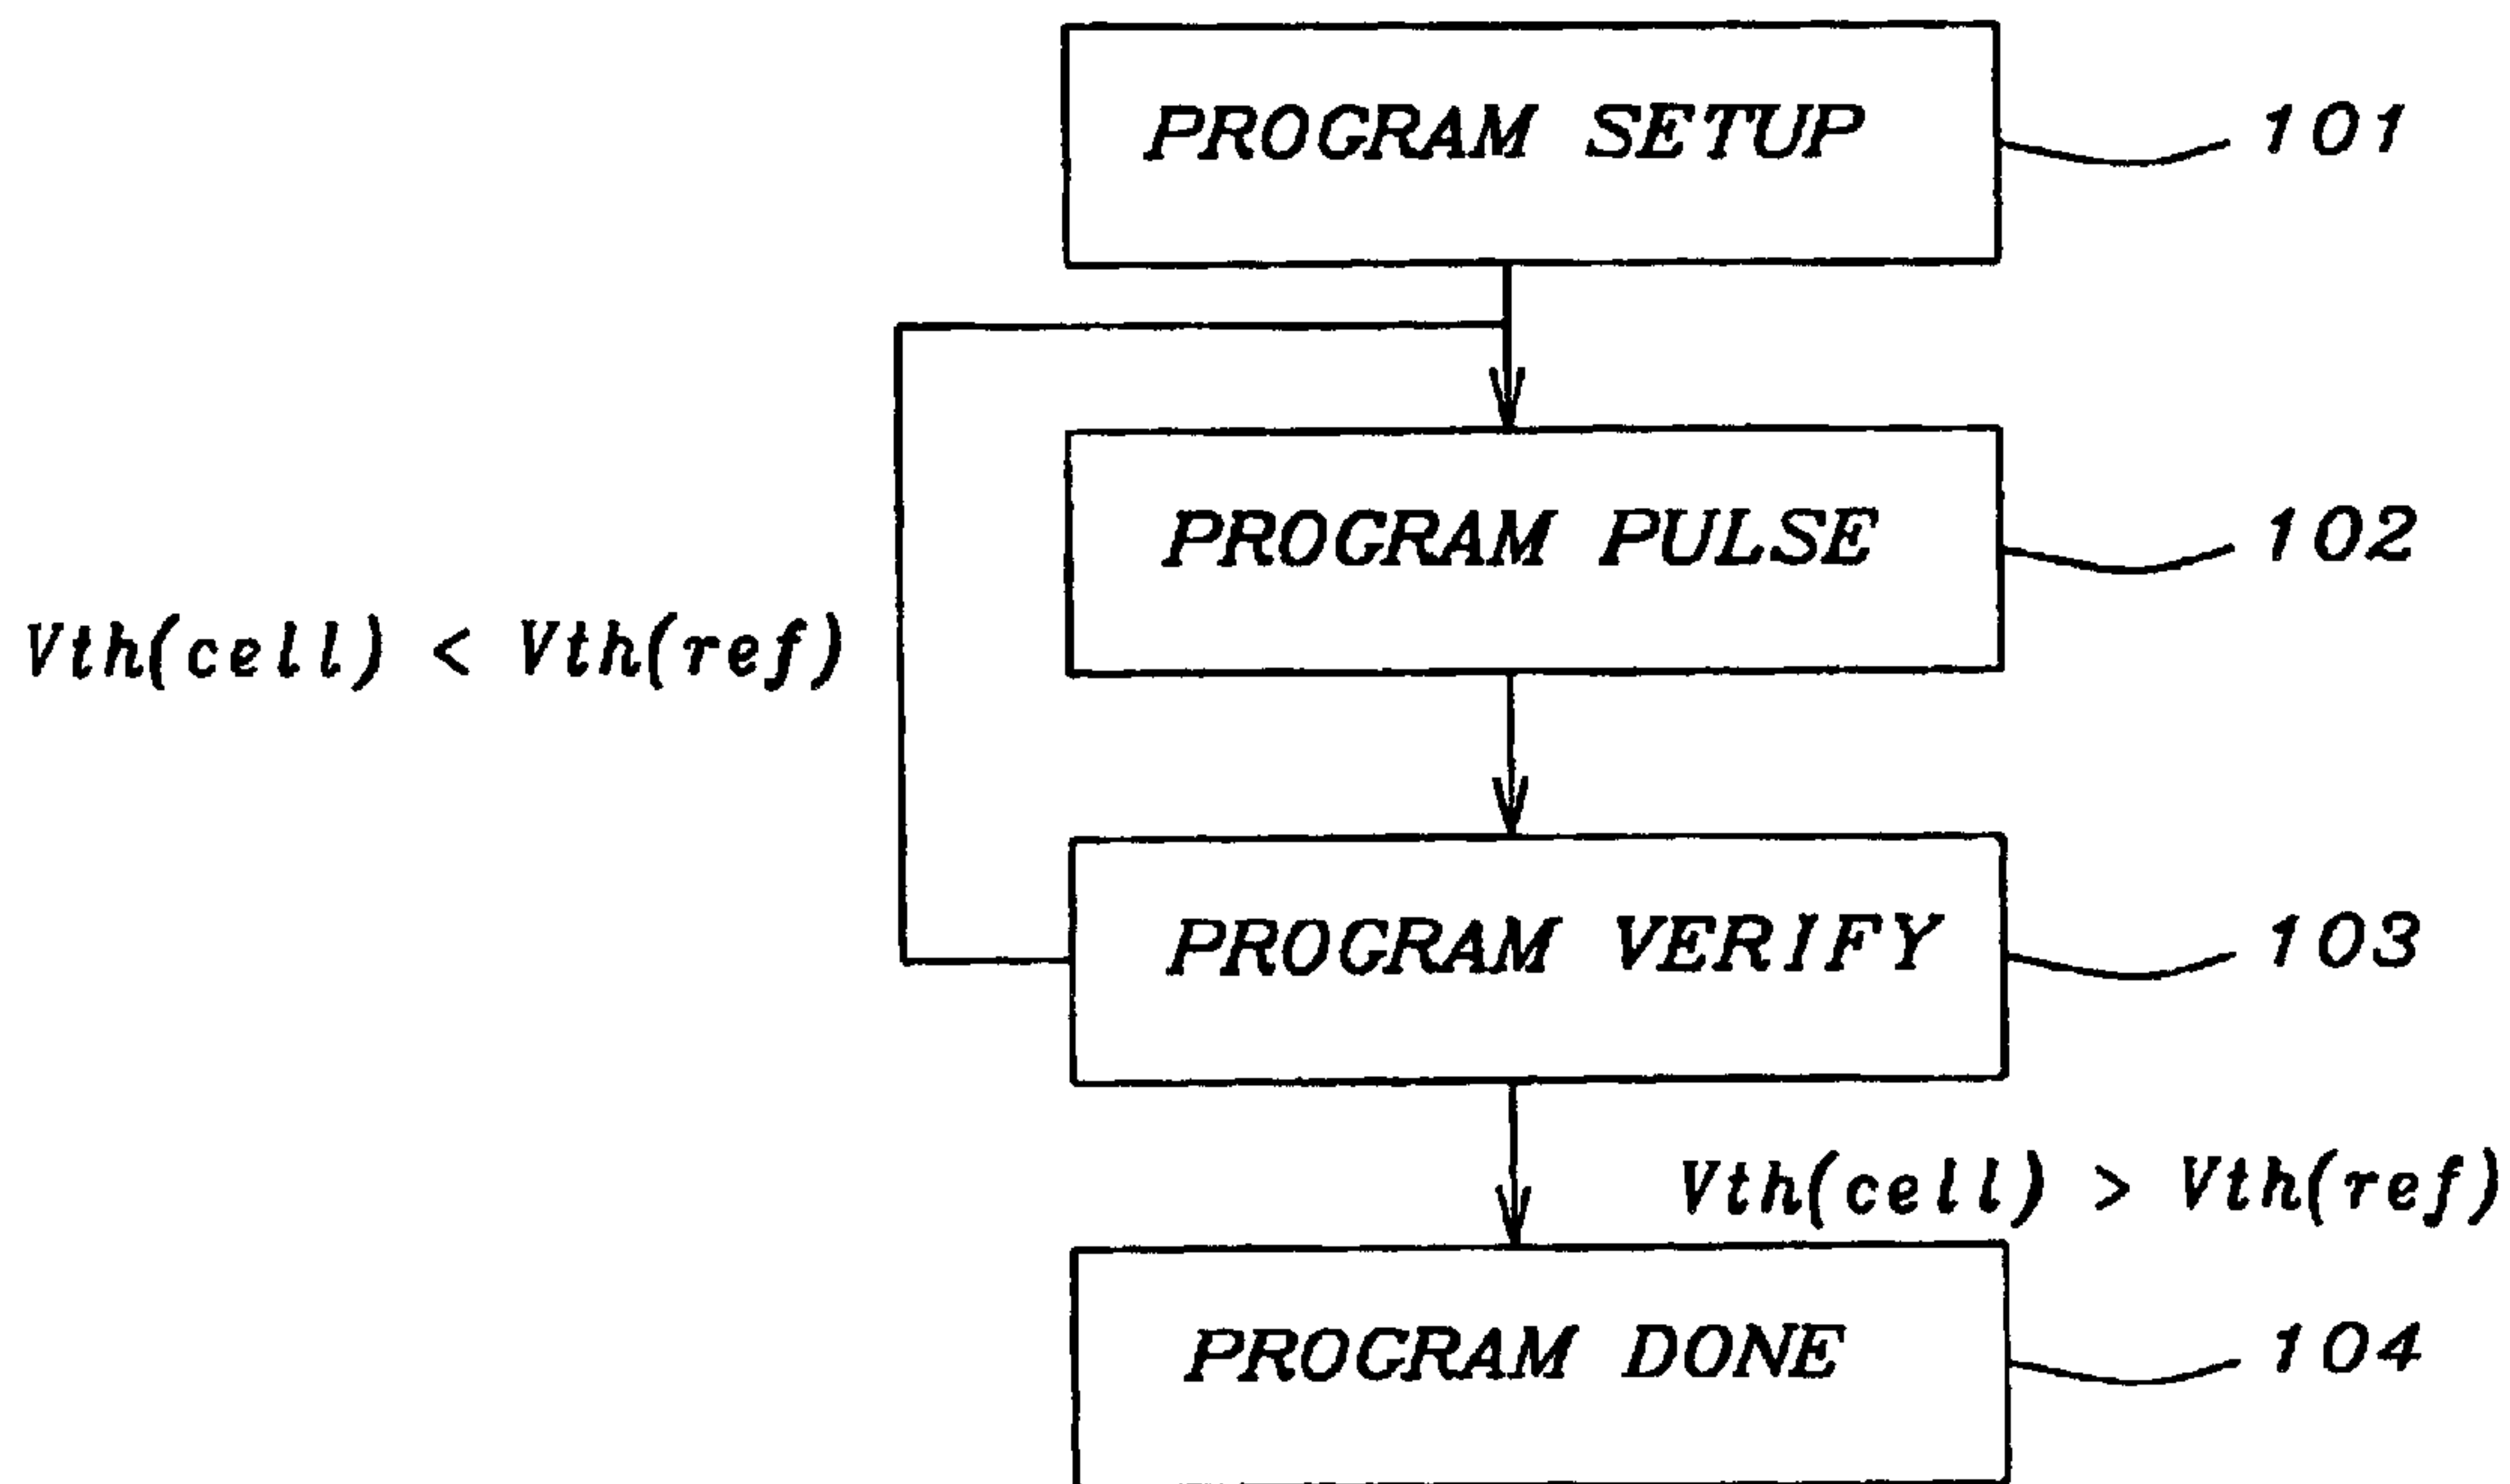 PROGRAM SETUP
101
PROGRAM PULSE
102
Vth(cell) < Vth(ref)
PROGRAM VERIFY
103
Vth(cell) > Vth(ref)
PROGRAM DONE
104